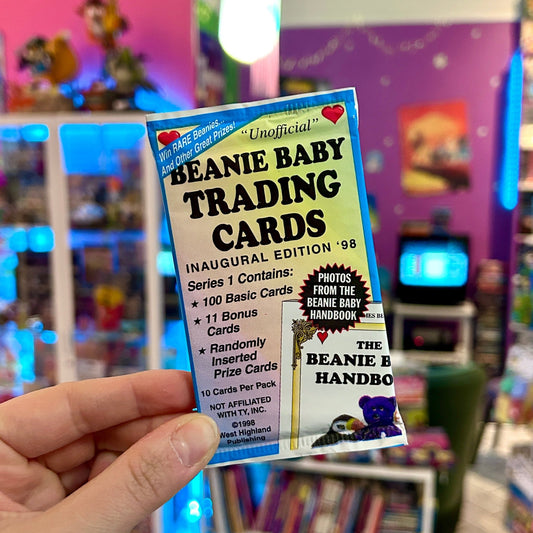 Win RARE Beanies...
And Other Great Prizes!
"Unofficial"
BEANIE BABY
TRADING
CARDS
INAUGURAL EDITION '98
Series 1 Contains:
★ 100 Basic Cards
★ 11 Bonus
Cards
★ Randomly
Inserted
Prize Cards
10 Cards Per Pack
NOT AFFILIATED
WITH TY, INC.
©1998
West Highland
Publishing
PHOTOS
FROM THE
BEANIE BABY
HANDBOOK
THE
BEANIE B
HANDBO